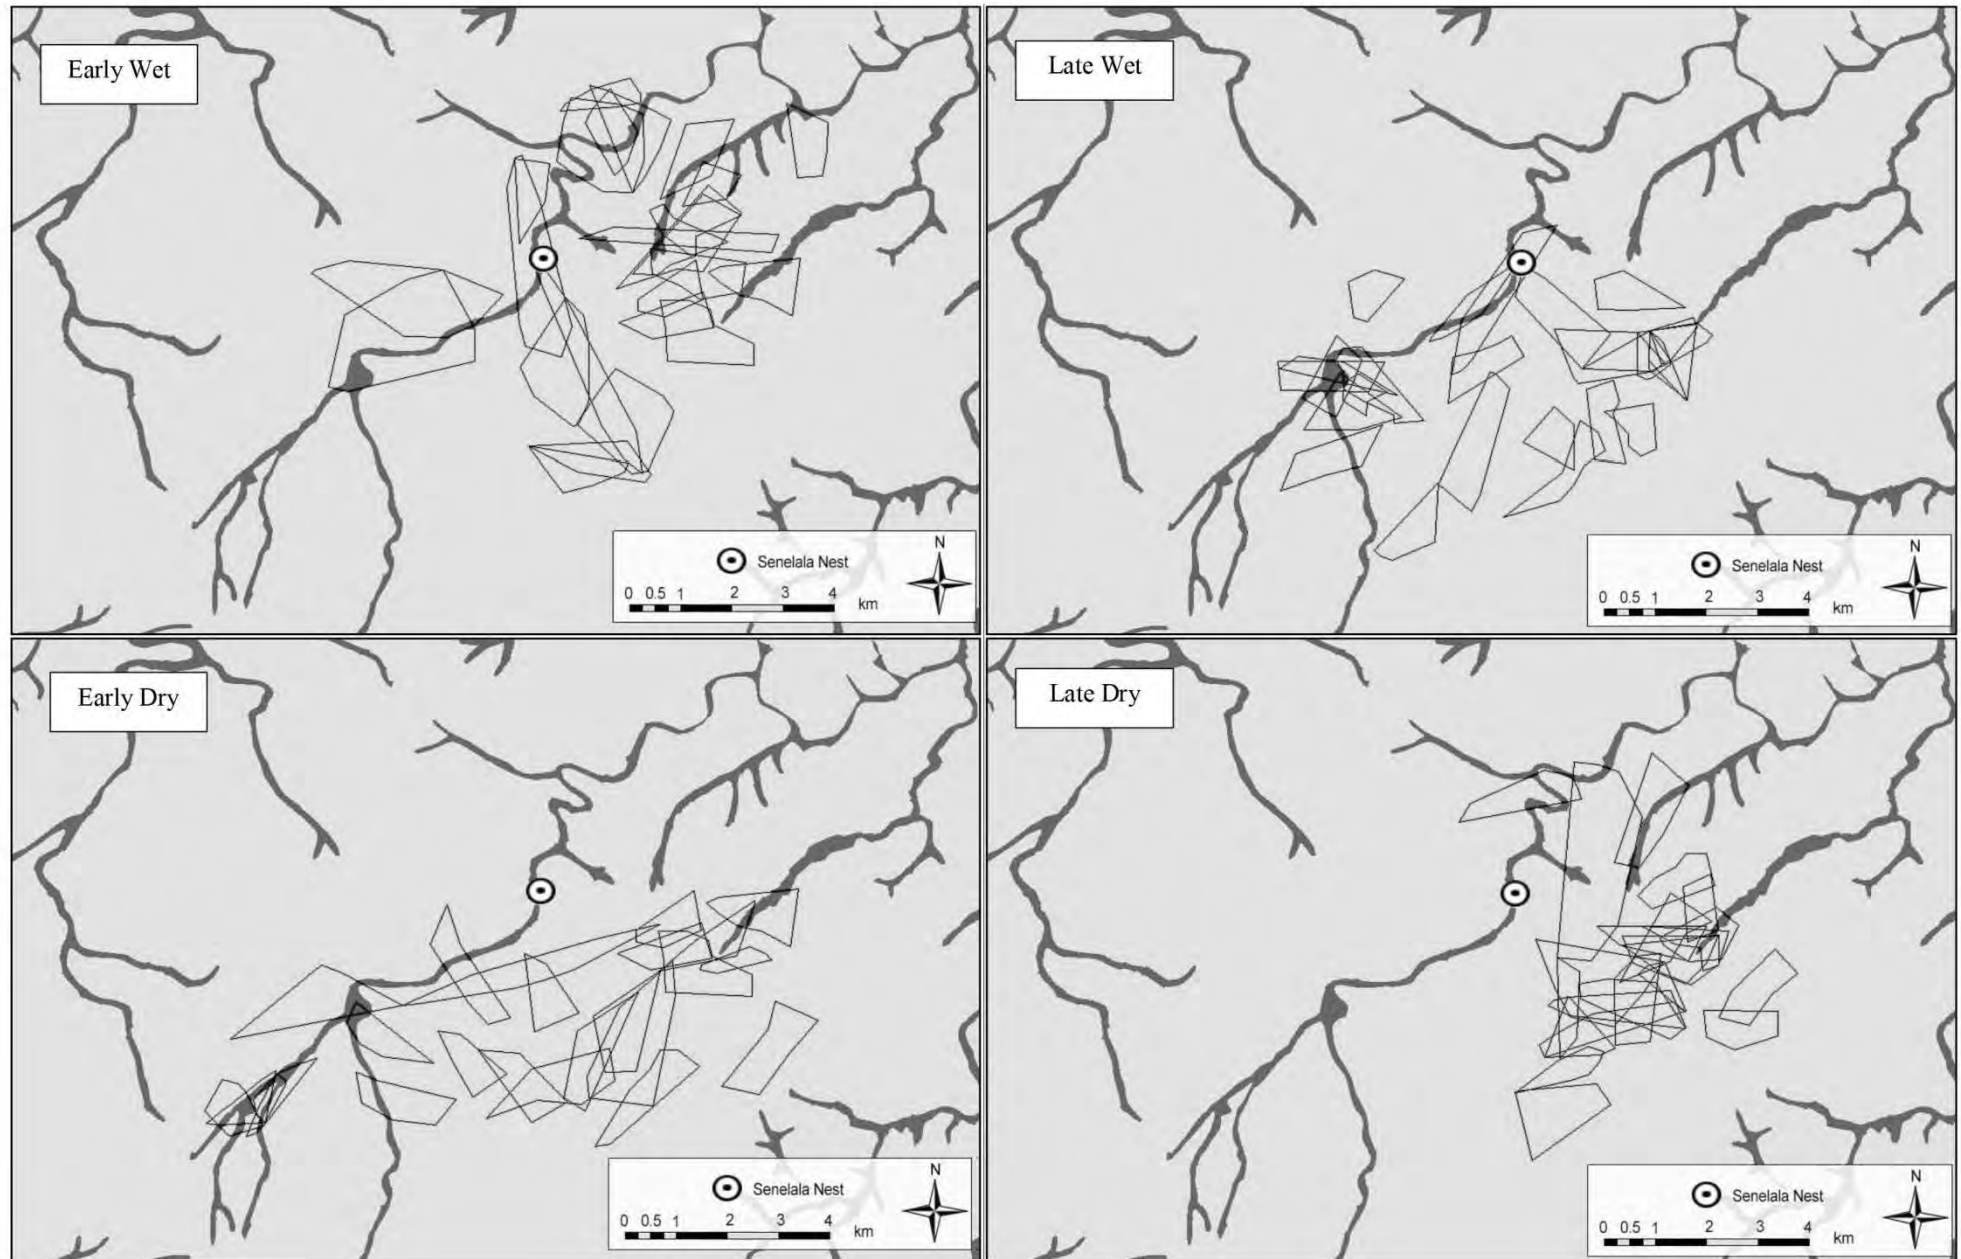 Early Wet
N
Senelala Nest
0 0.5 1 2 3 4
km
Late Wet
N
Senelala Nest
0 0.5 1 2 3 4
km
Early Dry
N
Senelala Nest
0 0.5 1 2 3 4
km
Late Dry
N
Senelala Nest
0 0.5 1 2 3 4
km